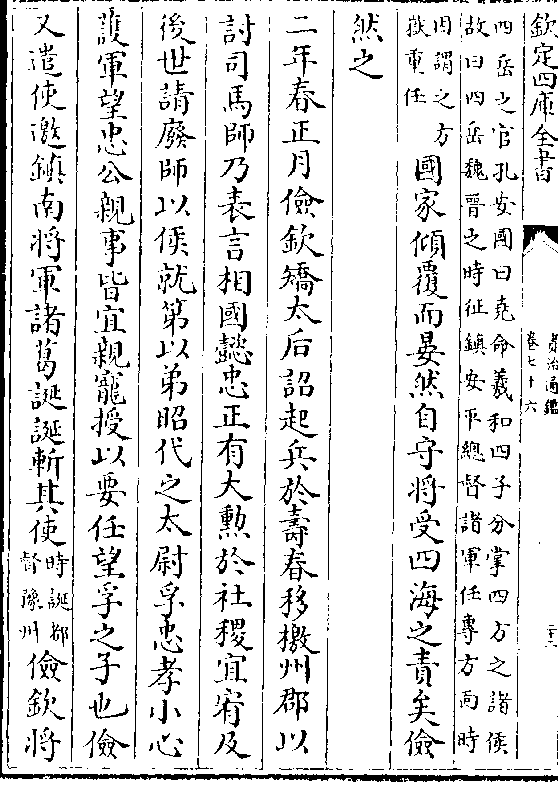 欽定四庫全書
資治通鑑
卷七十六
二十二
四岳之官孔安國曰堯命羲和四子分掌四方之諸侯
故曰四岳魏晉之時征鎮安平總督諸軍任專方面時
因謂之方
嶽重任
國家傾覆而晏然自守將受四海之責矣儉
然之
二年春正月儉欽矯太后詔起兵於壽春移檄州郡以
討司馬師乃表言相國懿忠正有大勲於社稷宜宥及
後世請廢師以侯就第以弟昭代之太尉孚忠孝小心
護軍望忠公親事皆宜親寵授以要任望孚之子也儉
又遣使邀鎮南將軍諸葛誕誕斬其使
時誕都
督豫州
儉欽將